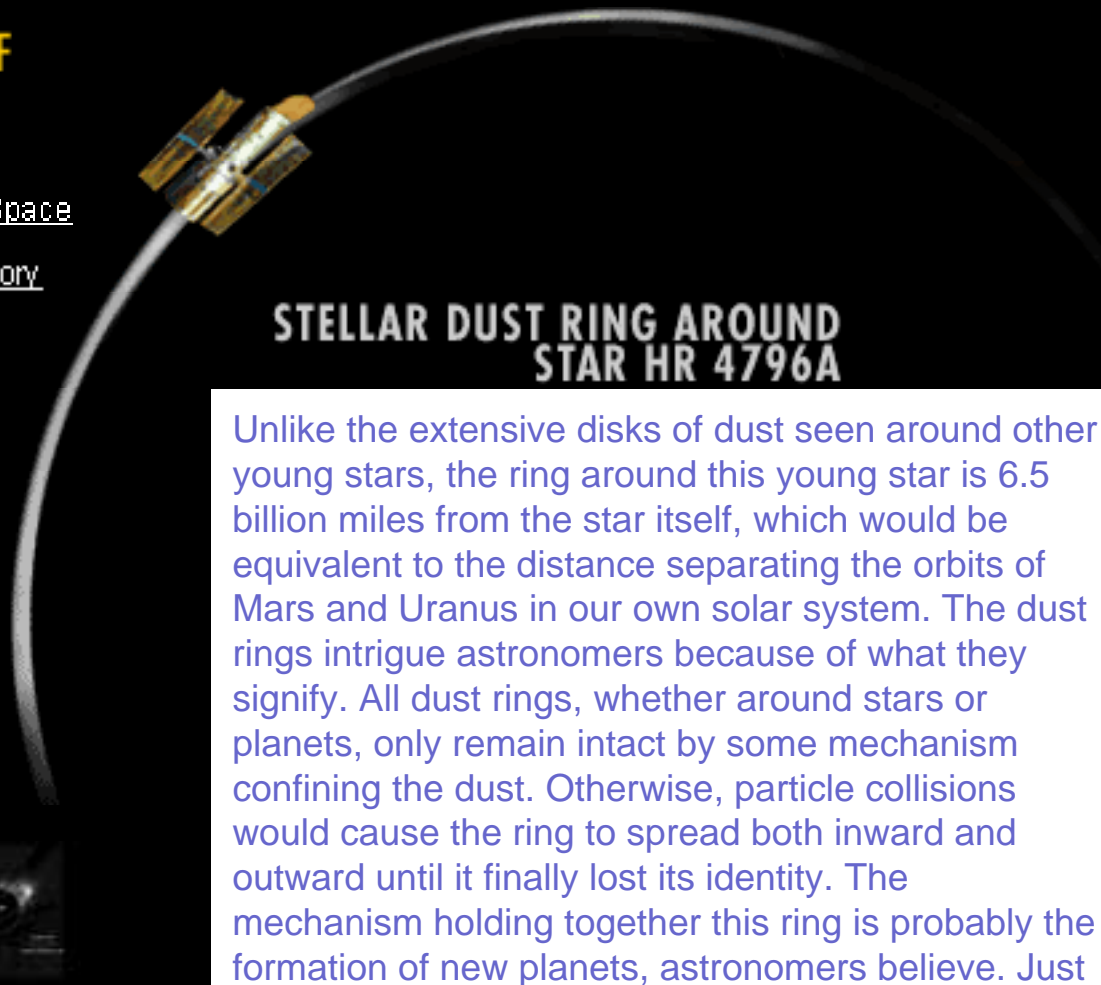 Space
ory
STELLAR DUST RING AROUND
STAR HR 4796A
Unlike the extensive disks of dust seen around other
young stars, the ring around this young star is 6.5
billion miles from the star itself, which would be
equivalent to the distance separating the orbits of
Mars and Uranus in our own solar system. The dust
rings intrigue astronomers because of what they
signify. All dust rings, whether around stars or
planets, only remain intact by some mechanism
confining the dust. Otherwise, particle collisions
would cause the ring to spread both inward and
outward until it finally lost its identity. The
mechanism holding together this ring is probably the
formation of new planets, astronomers believe. Just